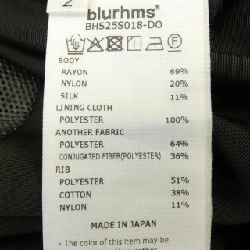 2
blurhms®
BHS25S018-DO
BODY
RAYON 69%
NYLON 20%
SILK 11%
LINING CLOTH
POLYESTER 100%
ANOTHER FABRIC
POLYESTER 64%
CONJUGATED FIBER(POLYESTER) 36%
RIB
POLYESTER 51%
COTTON 38%
NYLON 11%
MADE IN JAPAN
• The color of this item may be